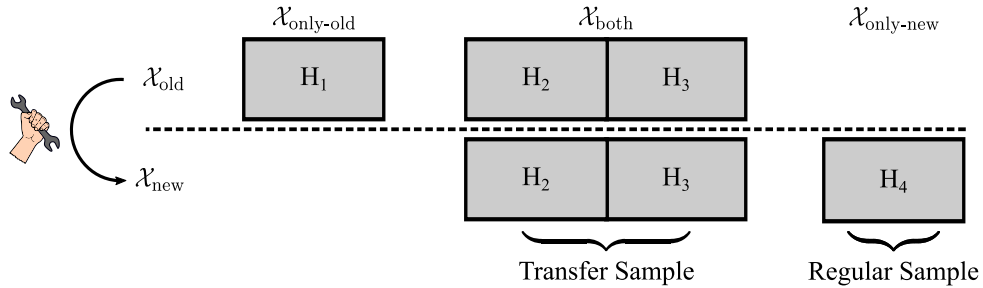 𝒳only-old 𝒳both 𝒳only-new
𝒳old H1 H2 H3
𝒳new H2 H3 H4
Transfer Sample Regular Sample